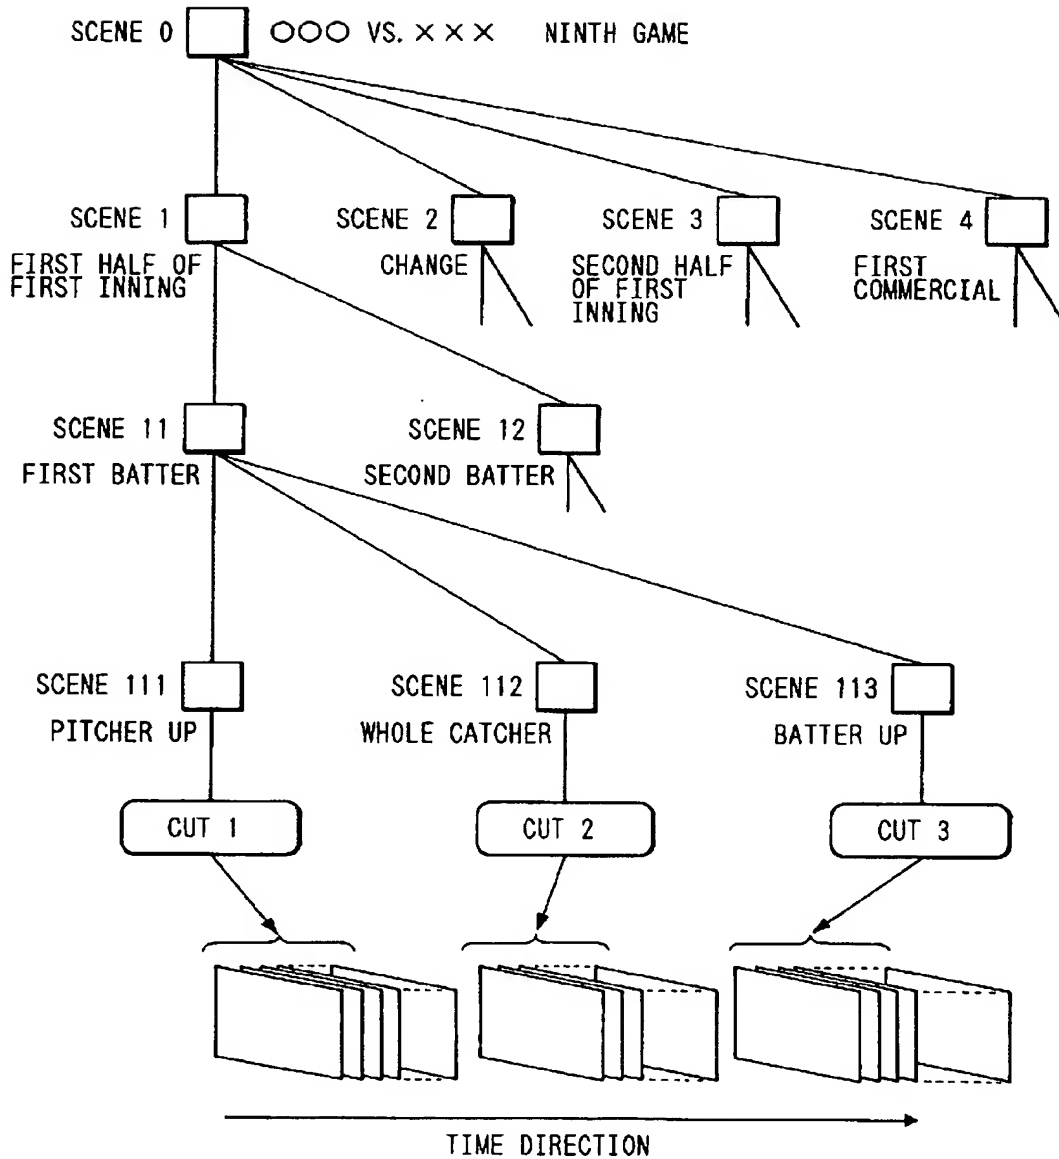 SCENE 0 ○○○ VS. ××× NINTH GAME
SCENE 1
FIRST HALF OF
FIRST INNING
SCENE 2
CHANGE
SCENE 3
SECOND HALF
OF FIRST
INNING
SCENE 4
FIRST
COMMERCIAL
SCENE 11
FIRST BATTER
SCENE 12
SECOND BATTER
SCENE 111
PITCHER UP
SCENE 112
WHOLE CATCHER
SCENE 113
BATTER UP
CUT 1
CUT 2
CUT 3
TIME DIRECTION